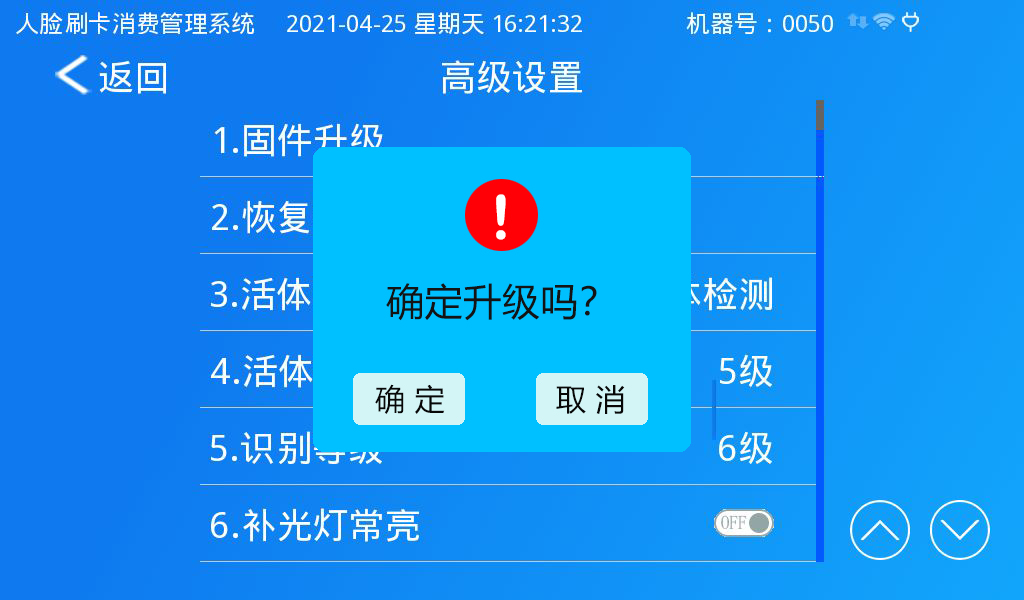 人脸刷卡消费管理系统 2021-04-25 星期天 16:21:32 机器号：0050
返回 高级设置
1.固件升级
2.恢复
3.活体 体检测
确定升级吗？
4.活体 5级
确 定 取 消
5.识别等级 6级
6.补光灯常亮 OFF